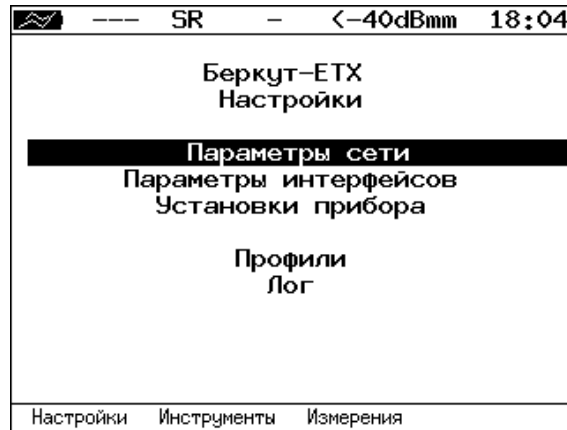 --- SR - <-40dBmm 18:04
Беркут-ETX
Настройки
Параметры сети
Параметры интерфейсов
Установки прибора
Профили
Лог
Настройки Инструменты Измерения